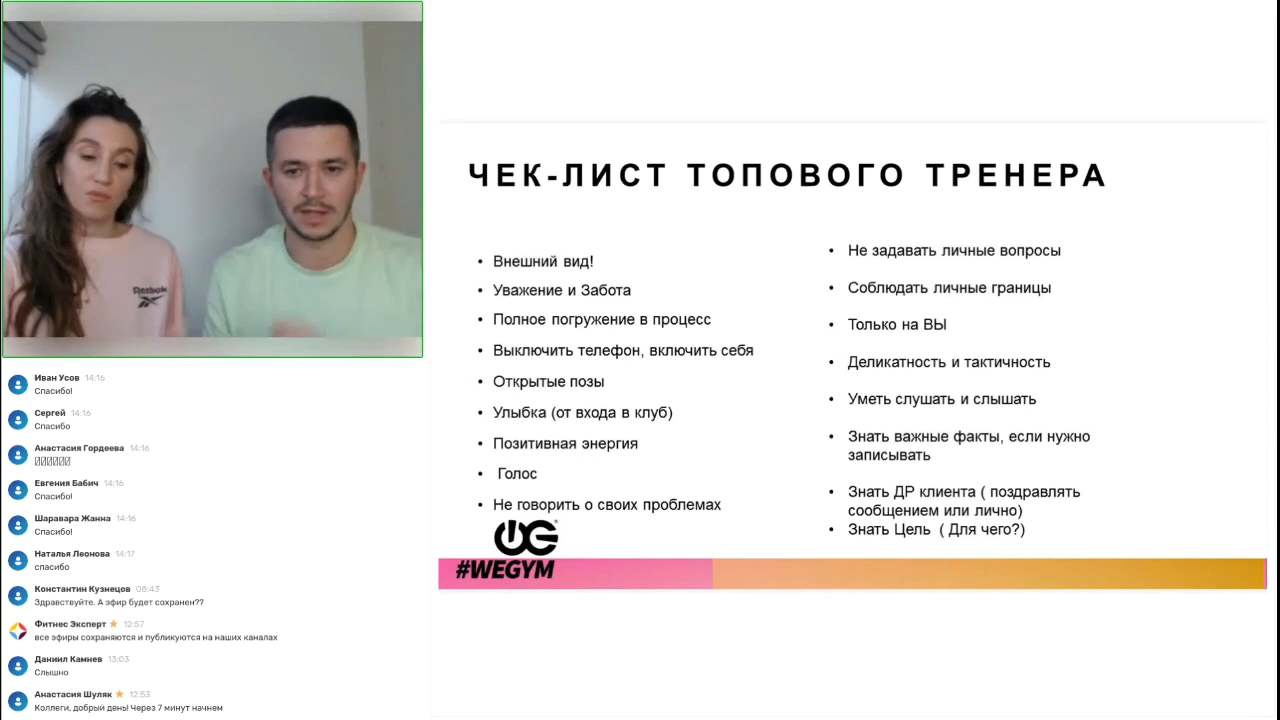 Reebok
ЧЕК-ЛИСТ ТОПОВОГО ТРЕНЕРА
• Внешний вид!
• Уважение и Забота
• Полное погружение в процесс
• Выключить телефон, включить себя
• Открытые позы
• Улыбка (от входа в клуб)
• Позитивная энергия
• Голос
• Не говорить о своих проблемах
• Не задавать личные вопросы
• Соблюдать личные границы
• Только на ВЫ
• Деликатность и тактичность
• Уметь слушать и слышать
• Знать важные факты, если нужно
записывать
• Знать ДР клиента ( поздравлять
сообщением или лично)
• Знать Цель ( Для чего?)
#WEGYM
Иван Усов 14:16
Спасибо!
Сергей 14:16
Спасибо
Анастасия Гордеева 14:16
Евгения Бабич 14:16
Спасибо!
Шаравара Жанна 14:16
Спасибо!
Наталья Леонова 14:17
спасибо
Константин Кузнецов 08:43
Здравствуйте. А эфир будет сохранен??
Фитнес Эксперт 12:57
все эфиры сохраняются и публикуются на наших каналах
Даниил Камнев 13:03
Слышно
Анастасия Шуляк 12:53
Коллеги, добрый день! Через 7 минут начнем